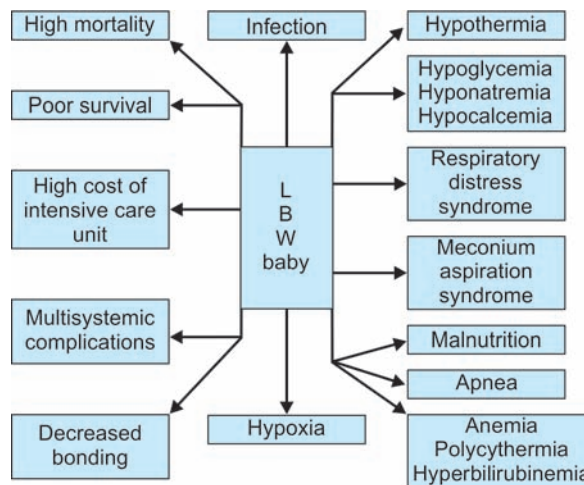 High mortality
Infection
Hypothermia
Poor survival
Hypoglycemia
Hyponatremia
Hypocalcemia
High cost of
intensive care
unit
L
B
W
baby
Respiratory
distress
syndrome
Meconium
aspiration
syndrome
Multisystemic
complications
Malnutrition
Apnea
Decreased
bonding
Hypoxia
Anemia
Polycythermia
Hyperbilirubinemia